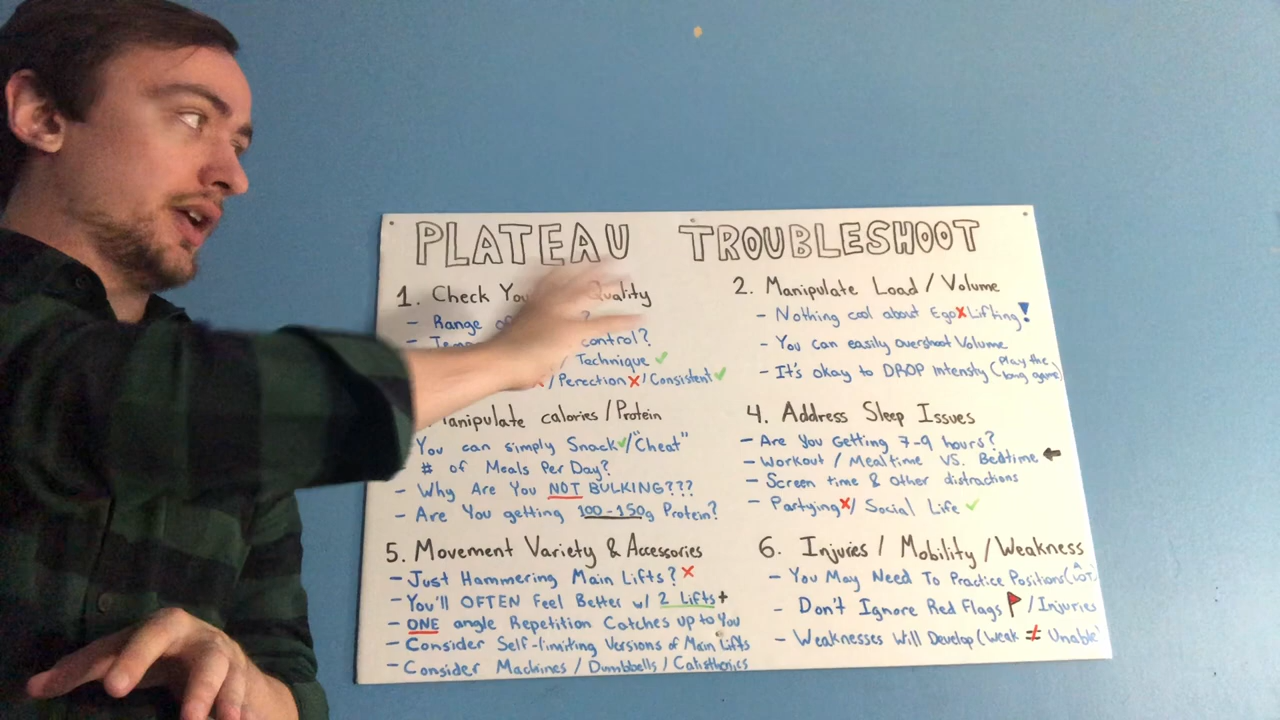 PLATEAU TROUBLESHOOT
1. Check You Quality
- Range of ?
- Temp control?
Technique ✓
X/Perection X/Consistent ✓
2. Manipulate Load / Volume
- Nothing cool about Ego X Lifting!
- You can easily overshoot Volume
- It's okay to DROP intensity (Play the long game)
anipulate calories / Protein
You can simply Snack ✓/"Cheat"
# of Meals Per Day?
- Why Are You NOT BULKING???
- Are You getting 100-150g Protein?
4. Address Sleep Issues
- Are You Getting 7-9 hours?
- Workout / Mealtime VS. Bedtime ←
- Screen time & other distractions
- Partying X/ Social Life ✓
5. Movement Variety & Accessories
- Just Hammering Main Lifts? X
- You'll OFTEN Feel Better w/ 2 Lifts +
- ONE angle Repetition Catches up to You
- Consider Self-limiting Versions of Main Lifts
- Consider Machines / Dumbbells / Calisthenics
6. Injuries / Mobility / Weakness
- You May Need To Practice Positions (LOT)
- Don't Ignore Red Flags / Injuries
- Weaknesses Will Develop (Weak ≠ Unable)